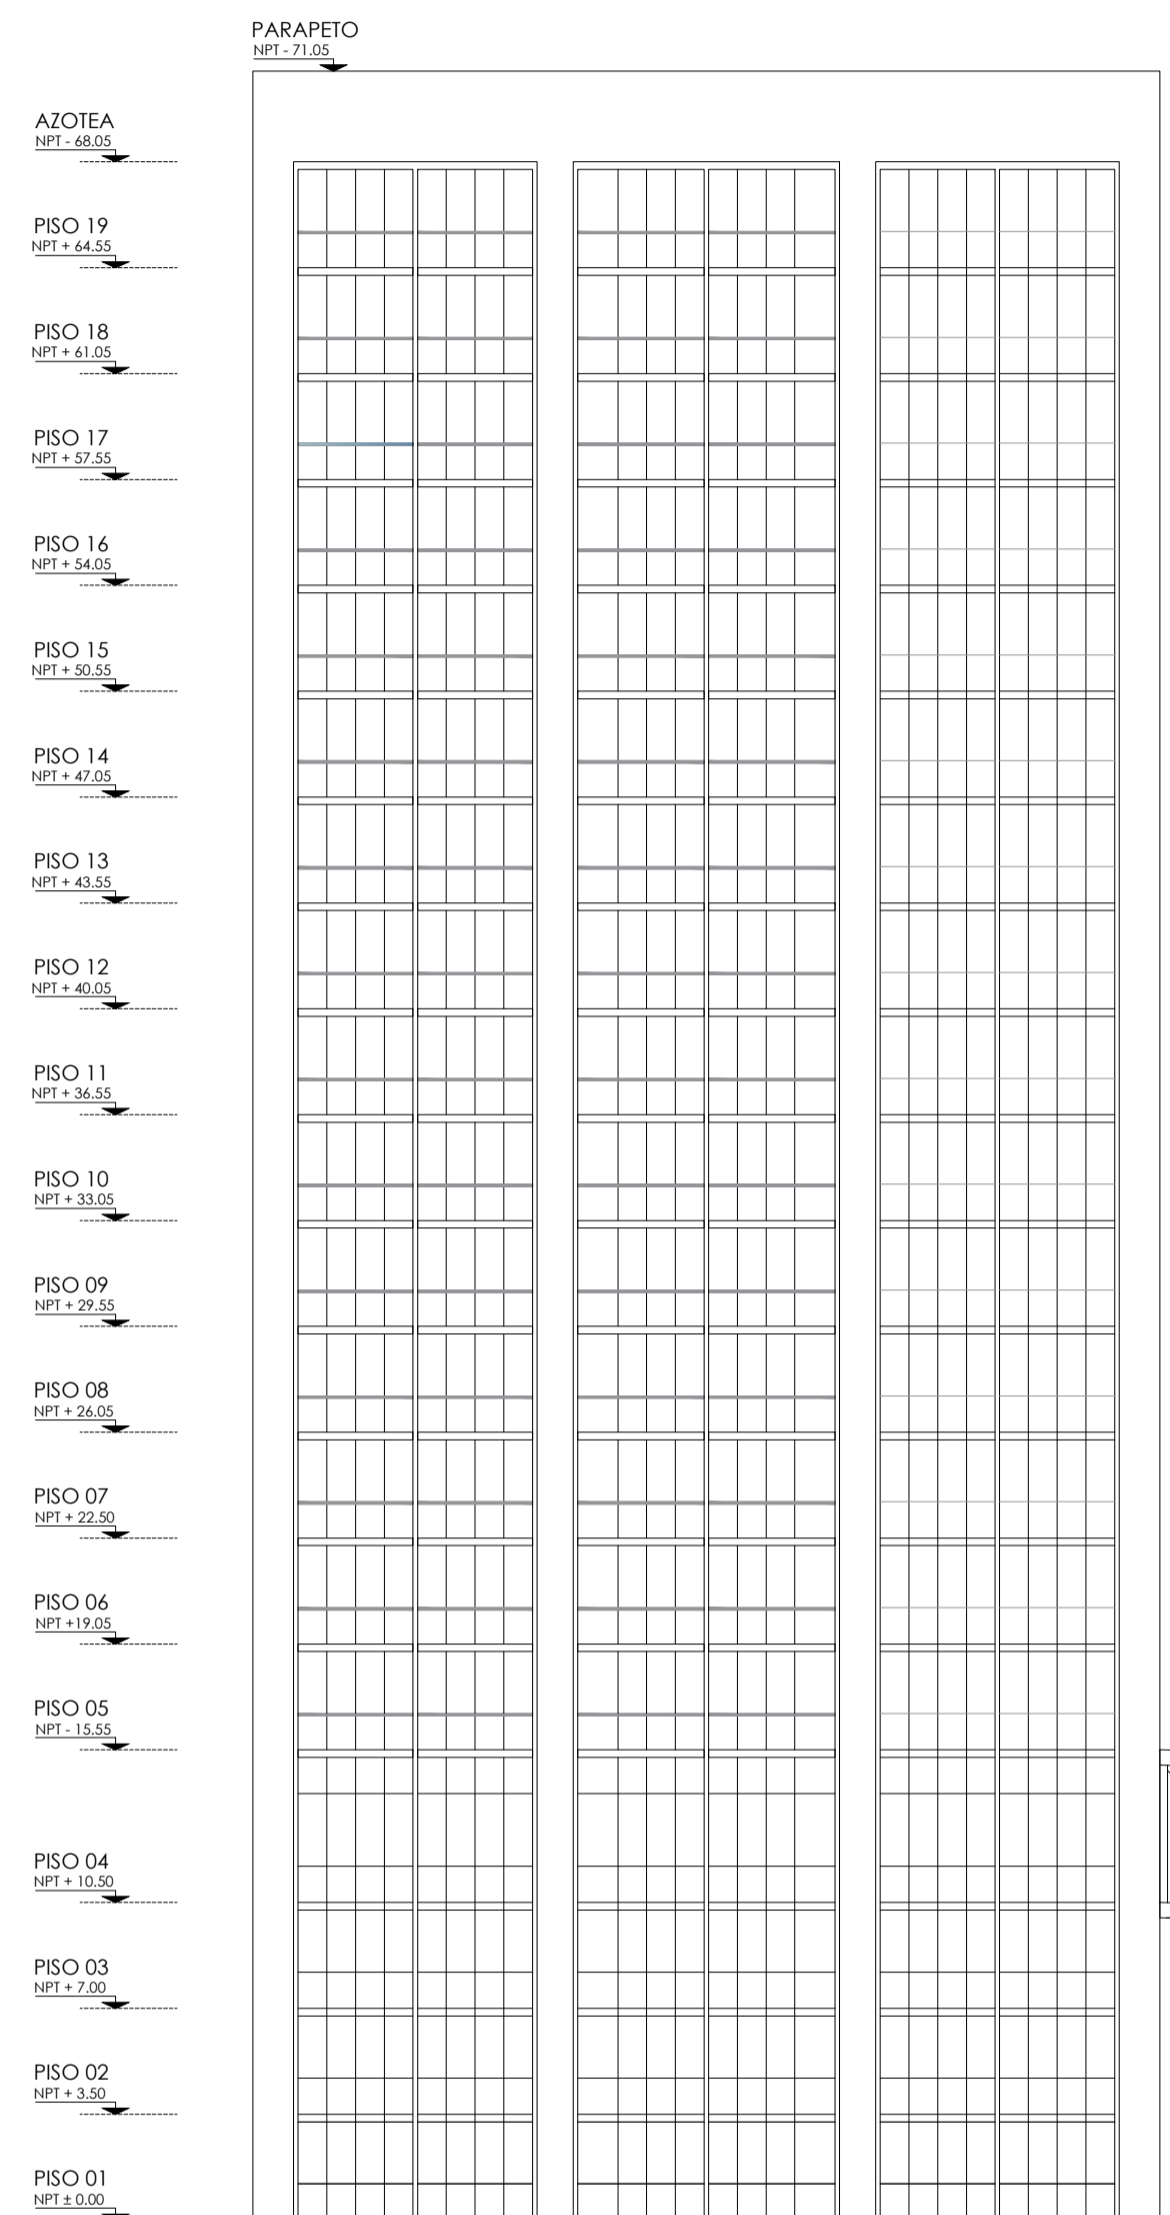 PARAPETO
NPT - 71.05
AZOTEA
NPT - 68.05
PISO 19
NPT + 64.55
PISO 18
NPT + 61.05
PISO 17
NPT + 57.55
PISO 16
NPT + 54.05
PISO 15
NPT + 50.55
PISO 14
NPT + 47.05
PISO 13
NPT + 43.55
PISO 12
NPT + 40.05
PISO 11
NPT + 36.55
PISO 10
NPT + 33.05
PISO 09
NPT + 29.55
PISO 08
NPT + 26.05
PISO 07
NPT + 22.50
PISO 06
NPT +19.05
PISO 05
NPT - 15.55
PISO 04
NPT + 10.50
PISO 03
NPT + 7.00
PISO 02
NPT + 3.50
PISO 01
NPT ± 0.00